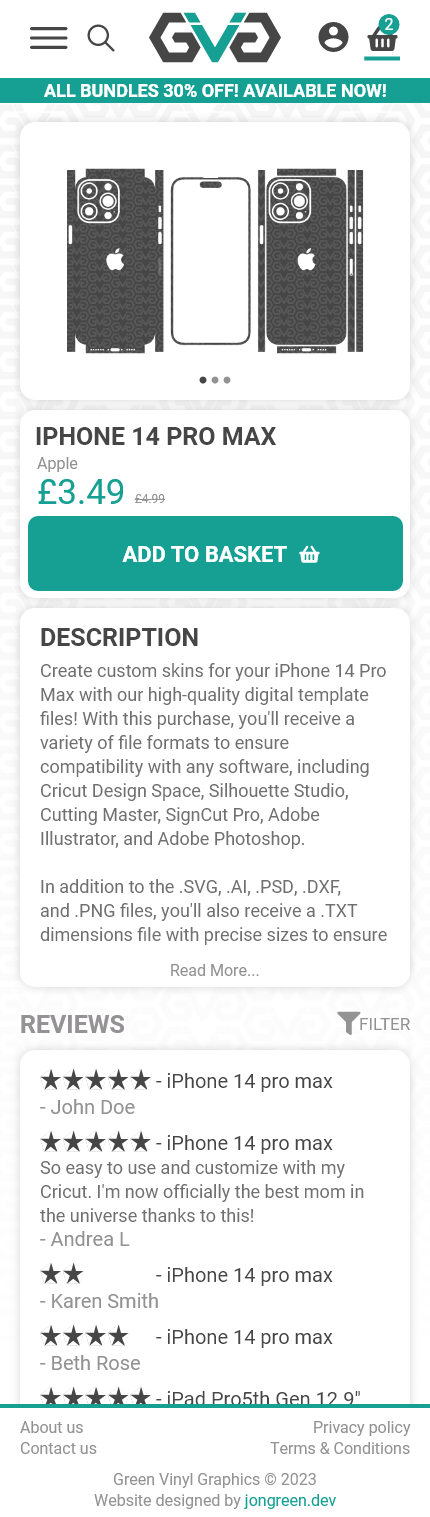 GVG
2
ALL BUNDLES 30% OFF! AVAILABLE NOW!
IPHONE 14 PRO MAX
Apple
£3.49 £4.99
ADD TO BASKET
DESCRIPTION
Create custom skins for your iPhone 14 Pro
Max with our high-quality digital template
files! With this purchase, you'll receive a
variety of file formats to ensure
compatibility with any software, including
Cricut Design Space, Silhouette Studio,
Cutting Master, SignCut Pro, Adobe
Illustrator, and Adobe Photoshop.
In addition to the .SVG, .AI, .PSD, .DXF,
and .PNG files, you'll also receive a .TXT
dimensions file with precise sizes to ensure
Read More...
REVIEWS
FILTER
- iPhone 14 pro max
- John Doe
- iPhone 14 pro max
So easy to use and customize with my
Cricut. I'm now officially the best mom in
the universe thanks to this!
- Andrea L
- iPhone 14 pro max
- Karen Smith
- iPhone 14 pro max
- Beth Rose
- iPad Pro5th Gen 12.9"
About us
Privacy policy
Contact us
Terms & Conditions
Green Vinyl Graphics © 2023
Website designed by jongreen.dev